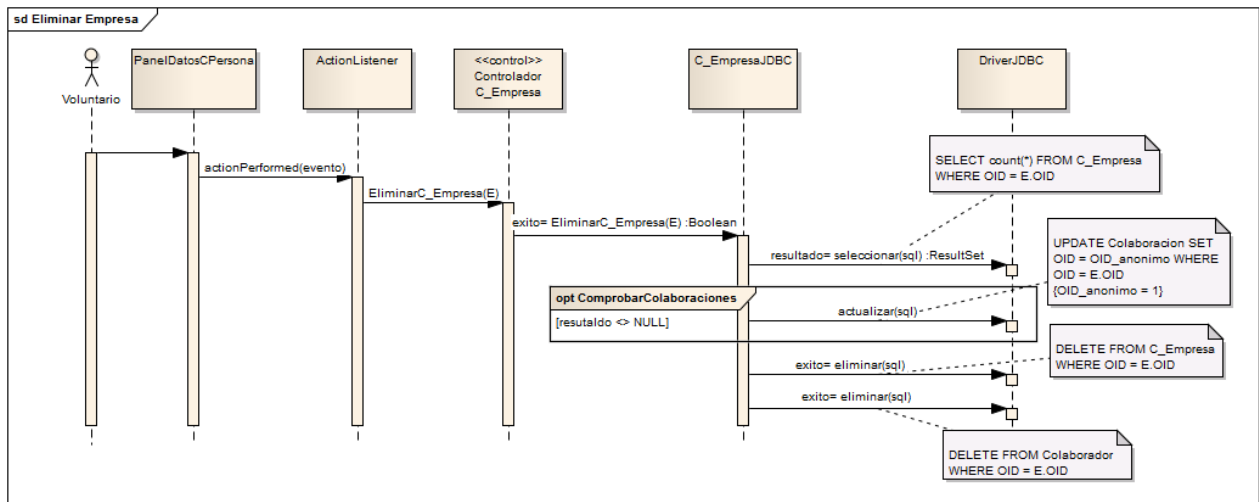 sd Eliminar Empresa
Voluntario
PanelDatosCPersona
ActionListener
<<control>>
Controlador
C_Empresa
C_EmpresaJDBC
DriverJDBC
SELECT count(*) FROM C_Empresa
WHERE OID = E.OID
actionPerformed(evento)
EliminarC_Empresa(E)
exito= EliminarC_Empresa(E) :Boolean
resultado= seleccionar(sql) :ResultSet
UPDATE Colaboracion SET
OID = OID_anonimo WHERE
OID = E.OID
{OID_anonimo = 1}
opt ComprobarColaboraciones
[resutaldo <> NULL]
actualizar(sql)
DELETE FROM C_Empresa
WHERE OID = E.OID
exito= eliminar(sql)
exito= eliminar(sql)
DELETE FROM Colaborador
WHERE OID = E.OID